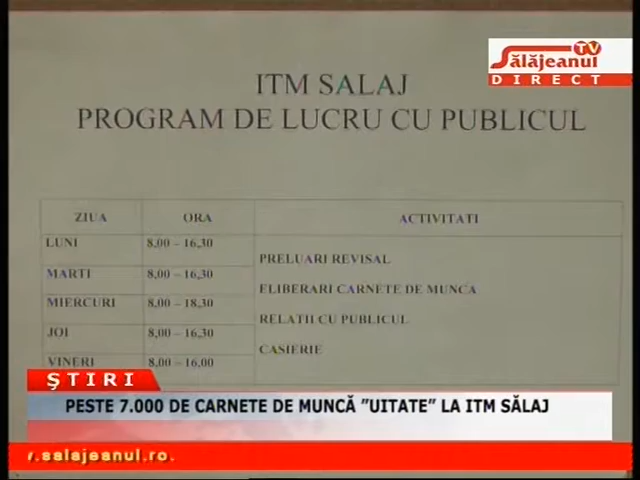 Sălăjeanul TV
DIRECT
ITM SALAJ
PROGRAM DE LUCRU CU PUBLICUL
ZIUA ORA ACTIVITATI
LUNI 8,00 – 16,30
PRELUARI REVISAL
MARTI 8,00 – 16,30
ELIBERARI CARNETE DE MUNCA
MIERCURI 8,00 – 18,30
RELATII CU PUBLICUL
JOI 8,00 – 16,30
CASIERIE
VINERI 8,00 – 16,00
ŞTIRI
PESTE 7.000 DE CARNETE DE MUNCĂ "UITATE" LA ITM SĂLAJ
r.salajeanul.ro.